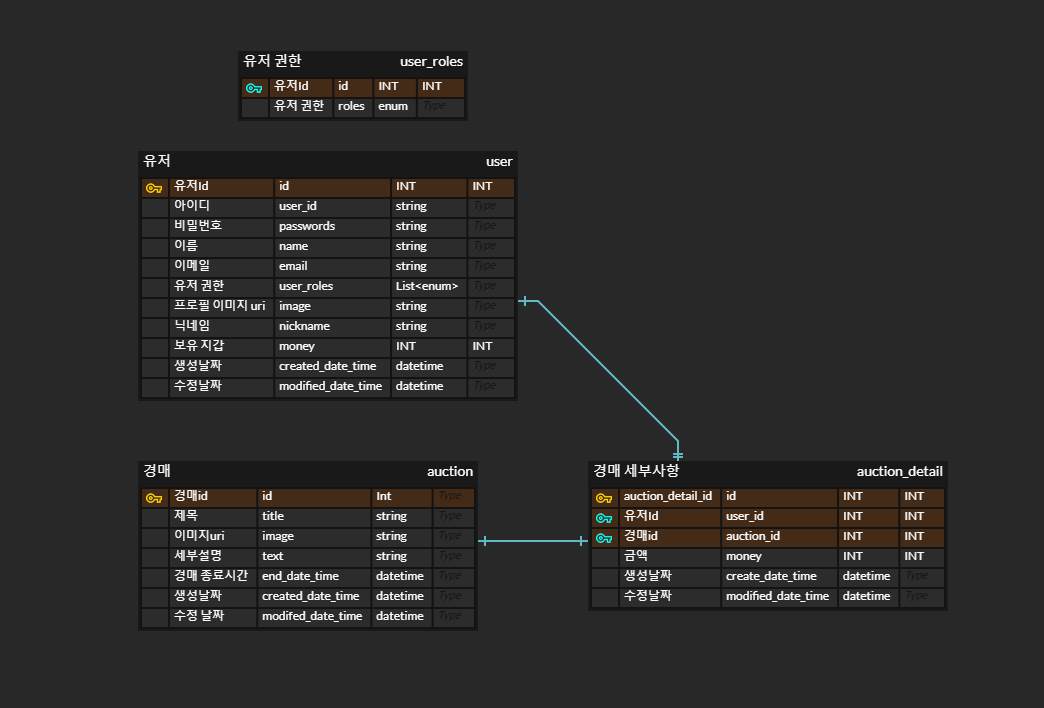 유저 권한 user_roles
유저Id id INT INT
유저 권한 roles enum Type
유저 user
유저Id id INT INT
아이디 user_id string Type
비밀번호 passwords string Type
이름 name string Type
이메일 email string Type
유저 권한 user_roles List<enum> Type
프로필 이미지 uri image string Type
닉네임 nickname string Type
보유 지갑 money INT INT
생성날짜 created_date_time datetime Type
수정날짜 modified_date_time datetime Type
경매 auction
경매id id Int Type
제목 title string Type
이미지uri image string Type
세부설명 text string Type
경매 종료시간 end_date_time datetime Type
생성날짜 created_date_time datetime Type
수정 날짜 modifed_date_time datetime Type
경매 세부사항 auction_detail
auction_detail_id id INT INT
유저Id user_id INT INT
경매id auction_id INT INT
금액 money INT INT
생성날짜 create_date_time datetime Type
수정날짜 modified_date_time datetime Type